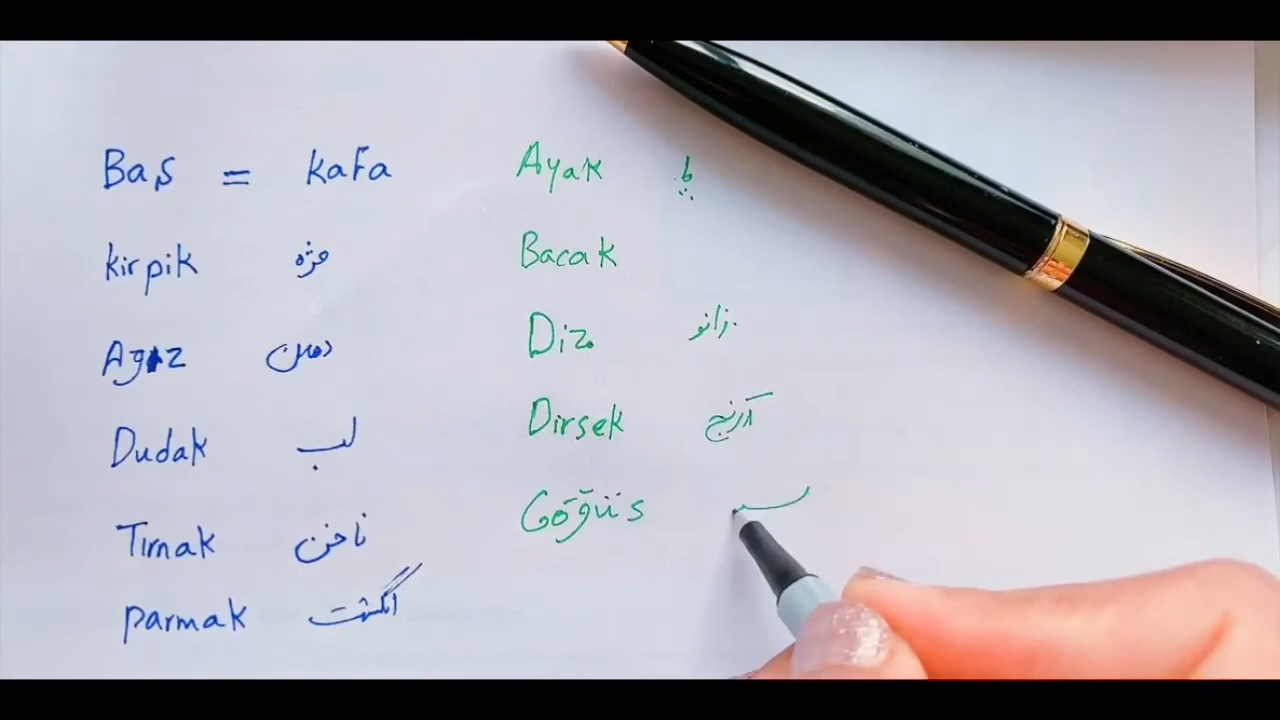 Baş = kafa
kirpik مژه
Agız دهن
Dudak لب
Tırnak ناخن
parmak انگشت
Ayak پا
Bacak
Diz زانو
Dirsek آرنج
Göğüs